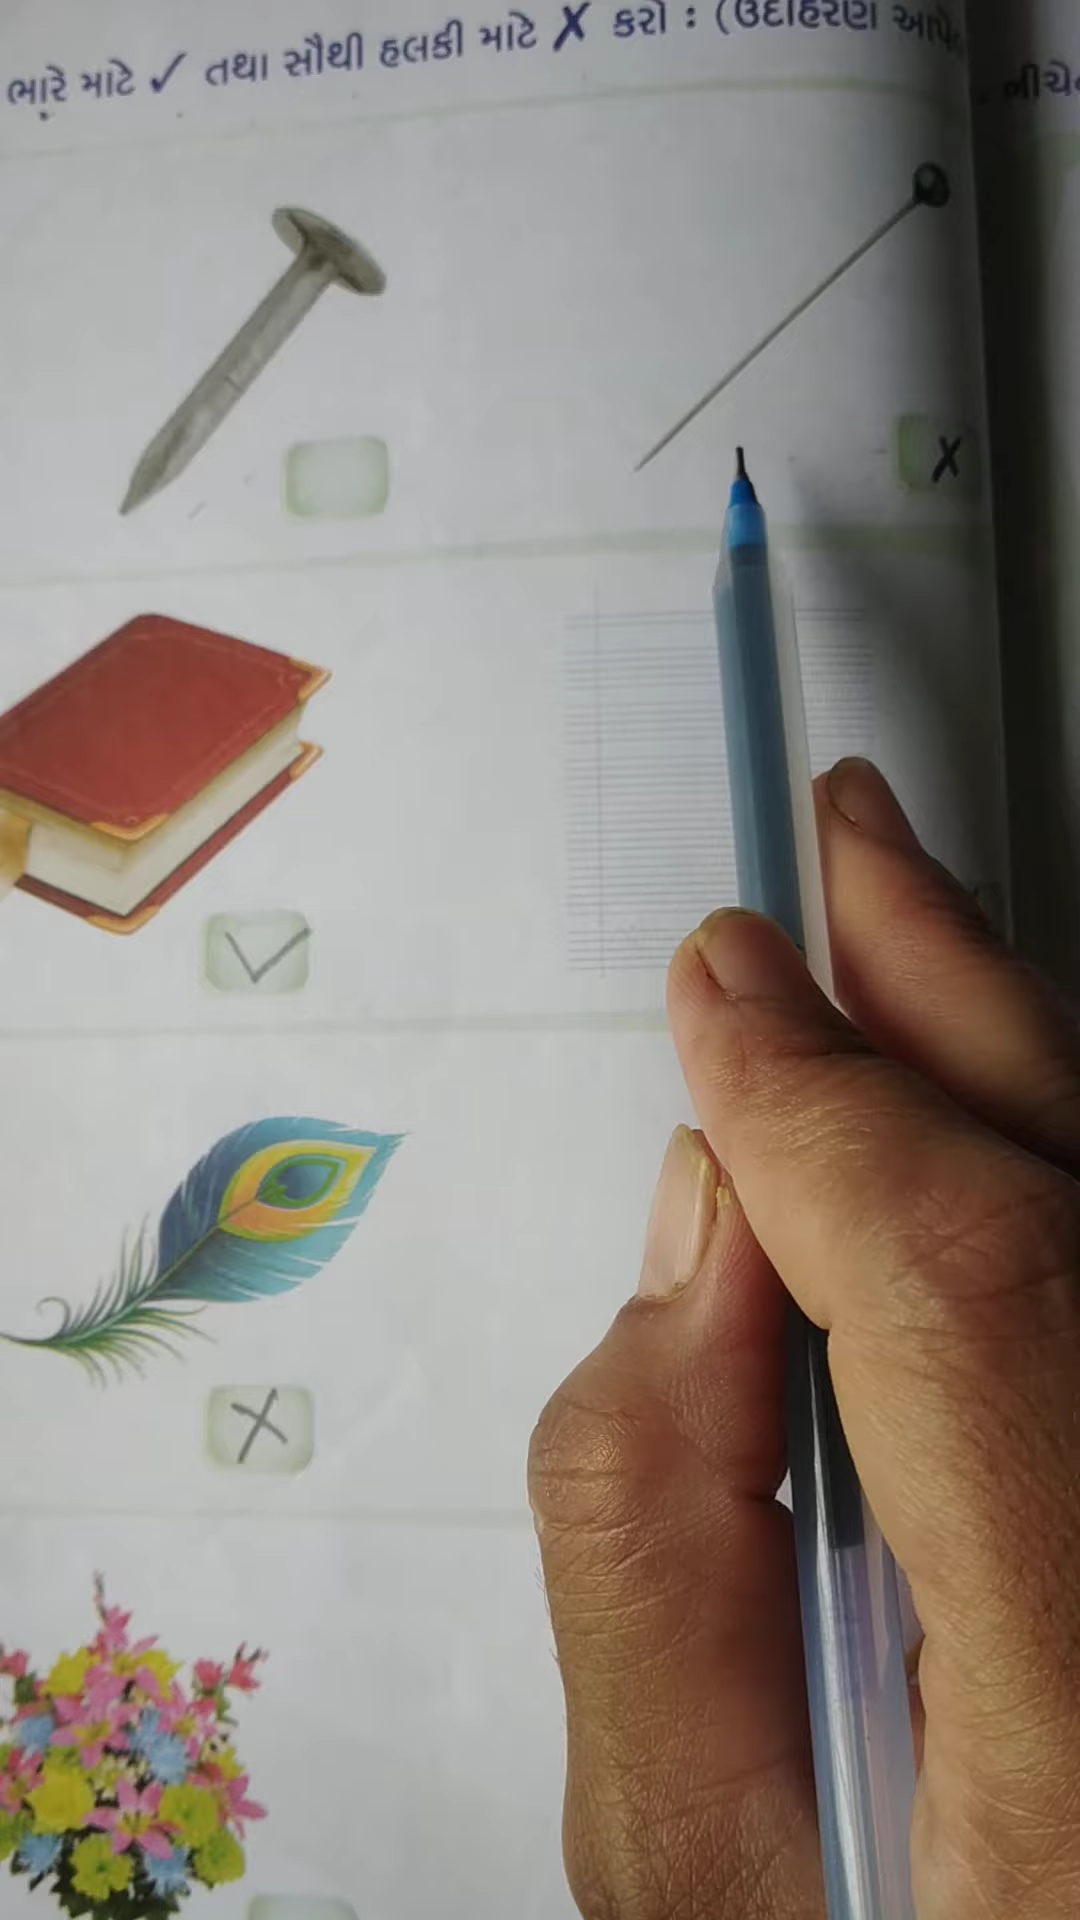 ભારે માટે ✓ તથા સૌથી હલકી માટે ✗ કરો : (ઉદાહરણ